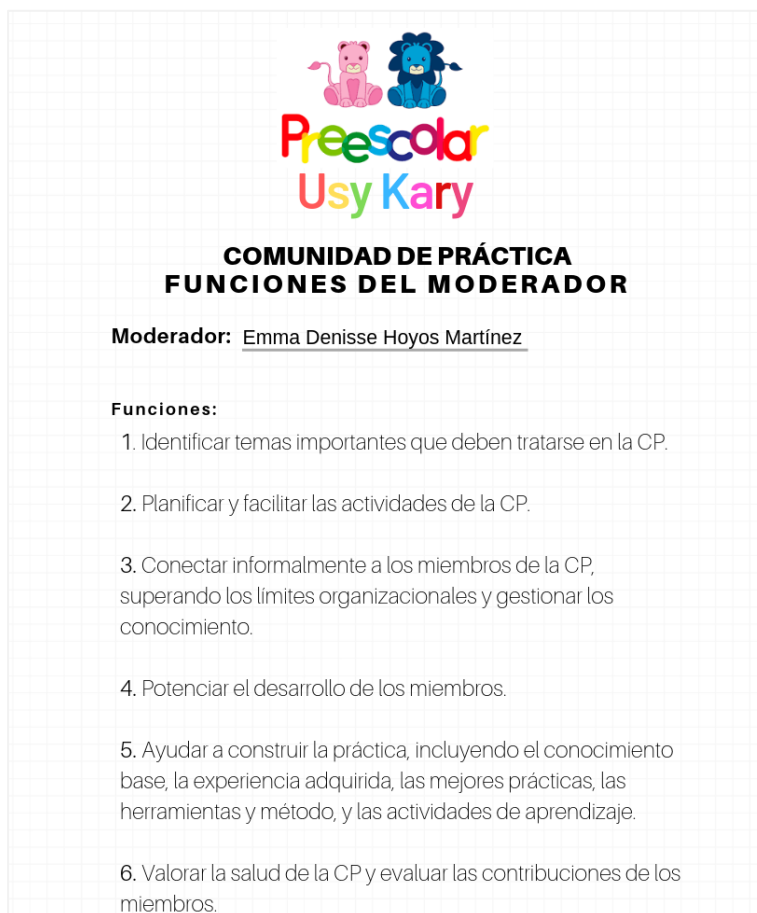 Preescolar
Usy Kary
COMUNIDAD DE PRÁCTICA
FUNCIONES DEL MODERADOR
Moderador: Emma Denisse Hoyos Martínez
Funciones:
1. Identificar temas importantes que deben tratarse en la CP.
2. Planificar y facilitar las actividades de la CP.
3. Conectar informalmente a los miembros de la CP,
superando los límites organizacionales y gestionar los
conocimiento.
4. Potenciar el desarrollo de los miembros.
5. Ayudar a construir la práctica, incluyendo el conocimiento
base, la experiencia adquirida, las mejores prácticas, las
herramientas y método, y las actividades de aprendizaje.
6. Valorar la salud de la CP y evaluar las contribuciones de los
miembros.